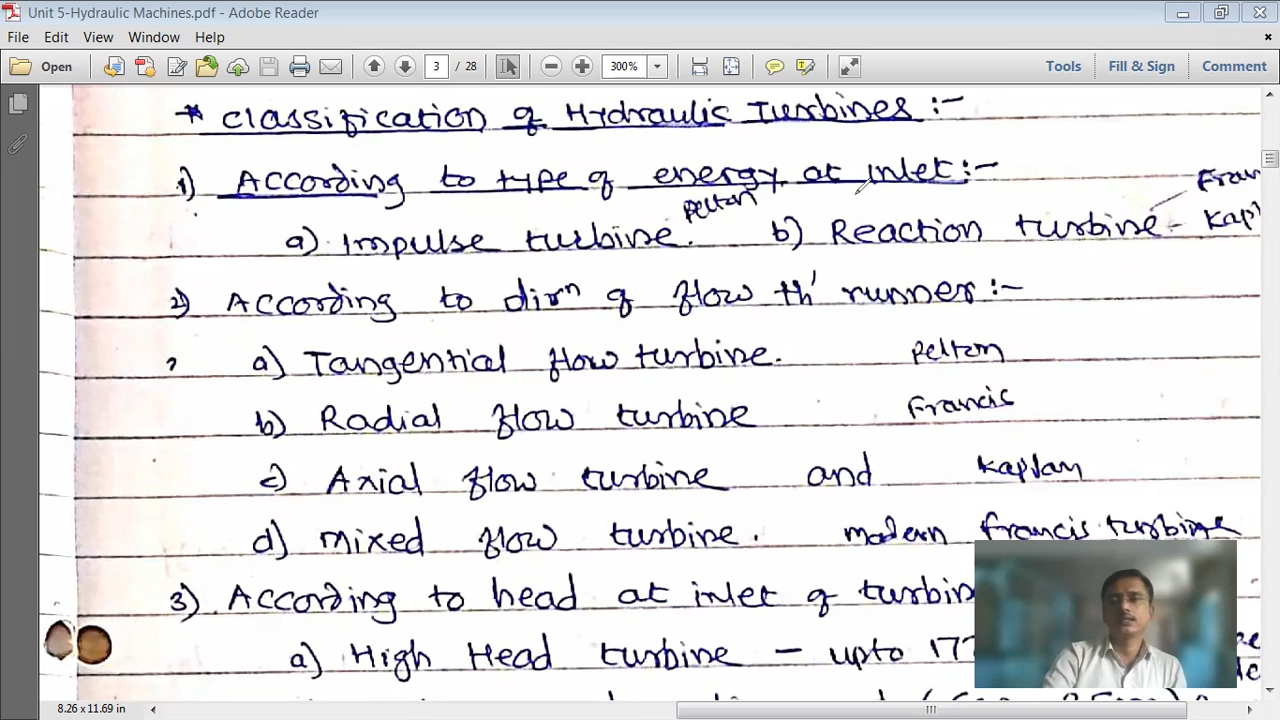 Unit 5-Hydraulic Machines.pdf - Adobe Reader
File Edit View Window Help
Open 3 / 28 300% Tools Fill & Sign Comment
* Classification of Hydraulic Turbines :-
1) According to type of energy at inlet :-
Pelton Fran
a) Impulse turbine. b) Reaction turbine - Kapl
2) According to dirn of flow th' runner :-
a) Tangential flow turbine. Pelton
b) Radial flow turbine Francis
c) Axial flow turbine and Kaplan
d) Mixed flow turbine. modern Francis turbine
3) According to head at inlet of turbin
a) High Head turbine - upto 177
8.26 x 11.69 in